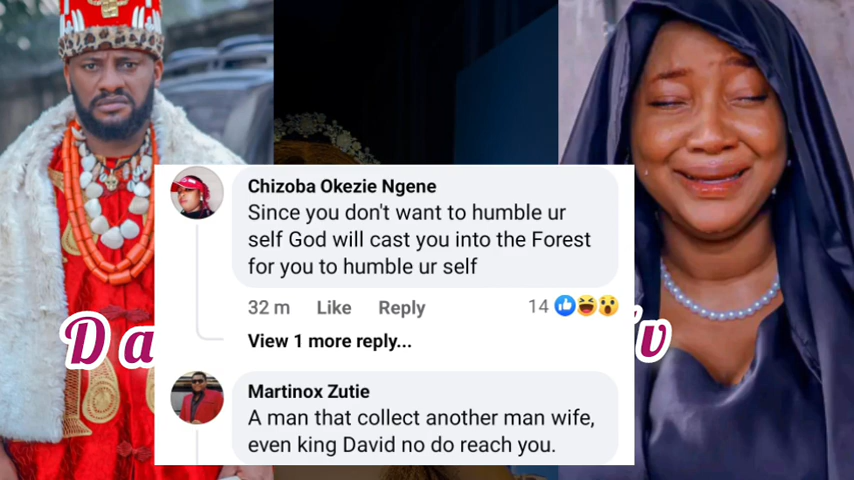 Chizoba Okezie Ngene
Since you don't want to humble ur
self God will cast you into the Forest
for you to humble ur self
32 m Like Reply 14
View 1 more reply...
Martinox Zutie
A man that collect another man wife,
even king David no do reach you.